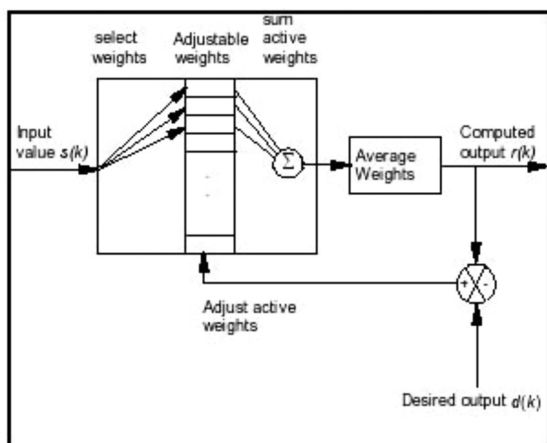 sum
select Adjustable active
weights weights weights
Input
value s(k)
Σ
Average
Weights
Computed
output r(k)
+ -
Adjust active
weights
Desired output d(k)